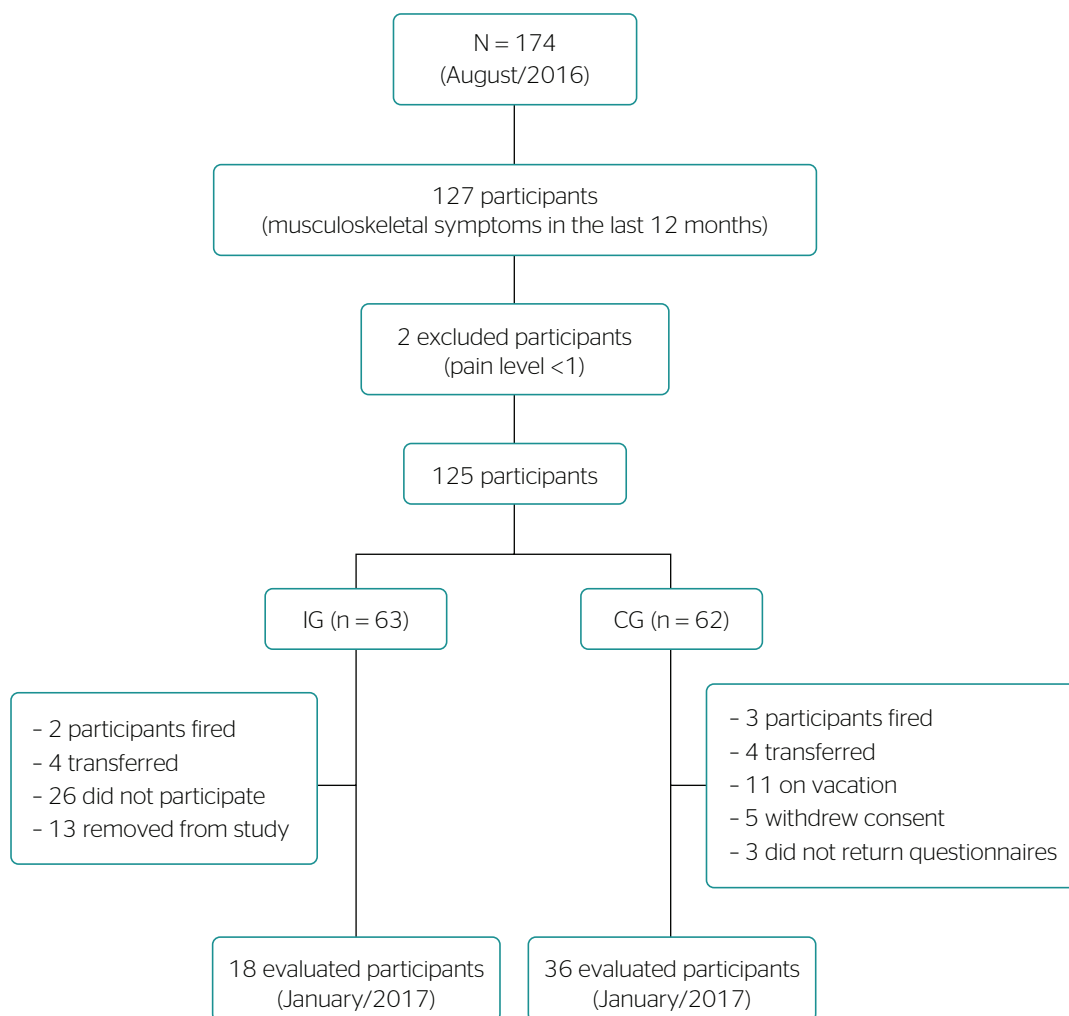 N = 174
(August/2016)
127 participants
(musculoskeletal symptoms in the last 12 months)
2 excluded participants
(pain level <1)
125 participants
IG (n = 63)
CG (n = 62)
- 2 participants fired
- 4 transferred
- 26 did not participate
- 13 removed from study
- 3 participants fired
- 4 transferred
- 11 on vacation
- 5 withdrew consent
- 3 did not return questionnaires
18 evaluated participants
(January/2017)
36 evaluated participants
(January/2017)